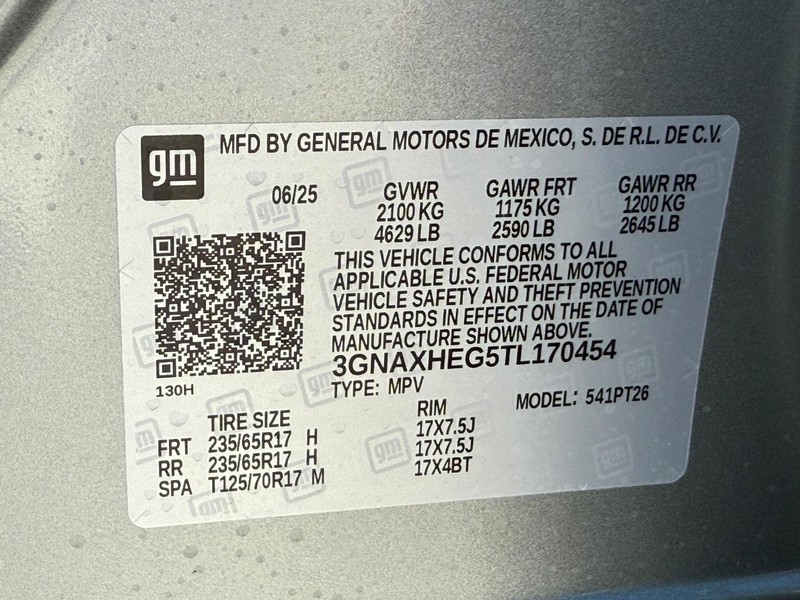 gm MFD BY GENERAL MOTORS DE MEXICO, S. DE R.L. DE C.V.
06/25 GVWR GAWR FRT GAWR RR
2100 KG 1175 KG 1200 KG
4629 LB 2590 LB 2645 LB
THIS VEHICLE CONFORMS TO ALL
APPLICABLE U.S. FEDERAL MOTOR
VEHICLE SAFETY AND THEFT PREVENTION
STANDARDS IN EFFECT ON THE DATE OF
MANUFACTURE SHOWN ABOVE.
3GNAXHEG5TL170454
130H TYPE: MPV MODEL: 541PT26
TIRE SIZE RIM
FRT 235/65R17 H 17X7.5J
RR 235/65R17 H 17X7.5J
SPA T125/70R17 M 17X4BT